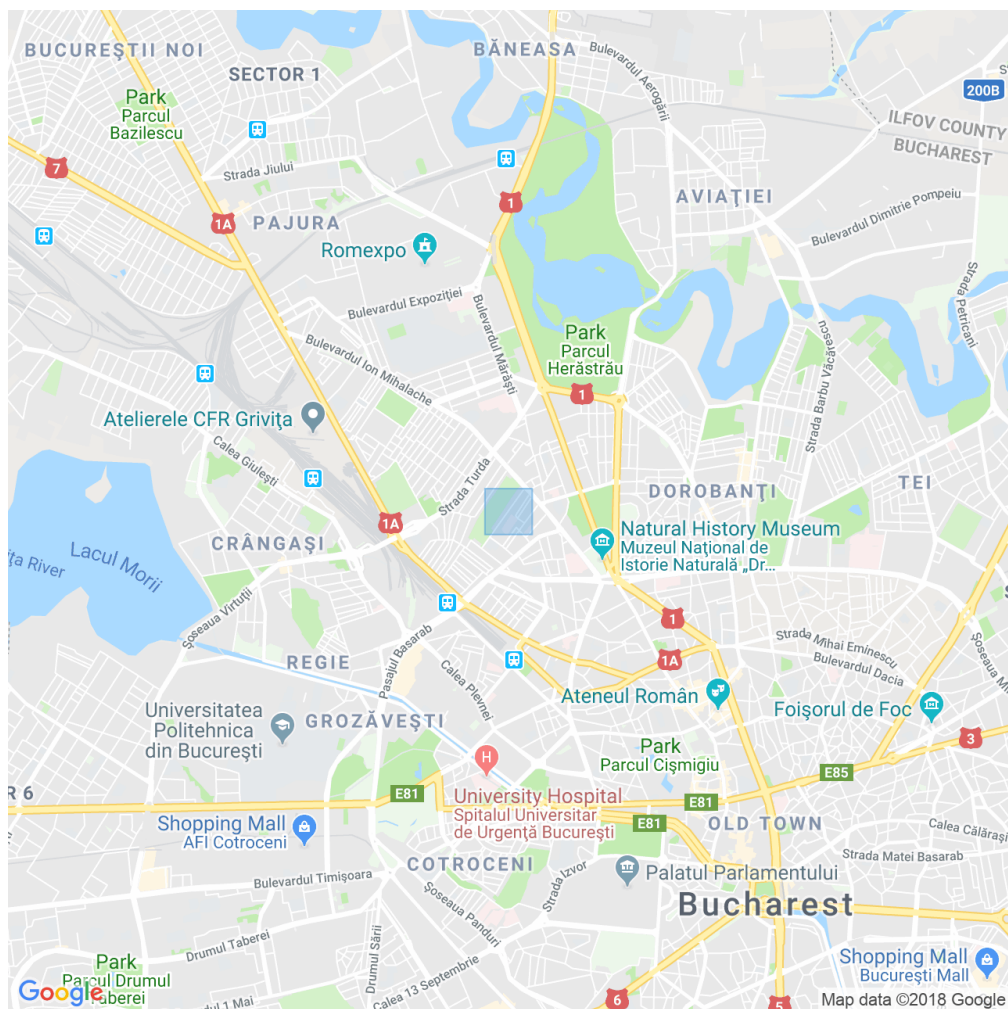 BUCUREŞTII NOI
BĂNEASA
Bulevardul Aerogării
SECTOR 1
200B
Park
Parcul
Bazilescu
ILFOV COUNTY
BUCHAREST
7
Strada Jiului
1
AVIAŢIEI
1A
PAJURA
Bulevardul Dimitrie Pompeiu
Romexpo
Strada Petricani
Bulevardul Expoziţiei
Bulevardul Mărăşti
Bulevardul Ion Mihalache
Park
Parcul
Herăstrău
Strada Barbu Văcărescu
1
Atelierele CFR Griviţa
Calea Giuleşti
Strada Turda
DOROBANŢI
TEI
1A
Natural History Museum
Muzeul Naţional de
Istorie Naturală „Dr...
CRÂNGAŞI
Lacul Morii
River
Şoseaua Virtuţii
1
Strada Mihai Eminescu
Bulevardul Dacia
REGIE
Pasajul Basarab
Calea Plevnei
1A
Ateneul Român
Foişorul de Foc
Universitatea
Politehnica
din Bucureşti
GROZĂVEŞTI
3
Park
Parcul Cişmigiu
H
E85
R 6
E81
University Hospital
Spitalul Universitar
de Urgenţă Bucureşti
E81
E81
OLD TOWN
Shopping Mall
AFI Cotroceni
Calea Călăraşi
COTROCENI
Strada Matei Basarab
Bulevardul Timişoara
Şoseaua Panduri
Strada Izvor
Palatul Parlamentului
Bucharest
Drumul Taberei
Drumul Sării
Park
Parcul Drumul
Taberei
Shopping Mall
Bucureşti Mall
Google
1 Mai
Calea 13 Septembrie
6
5
Map data ©2018 Google